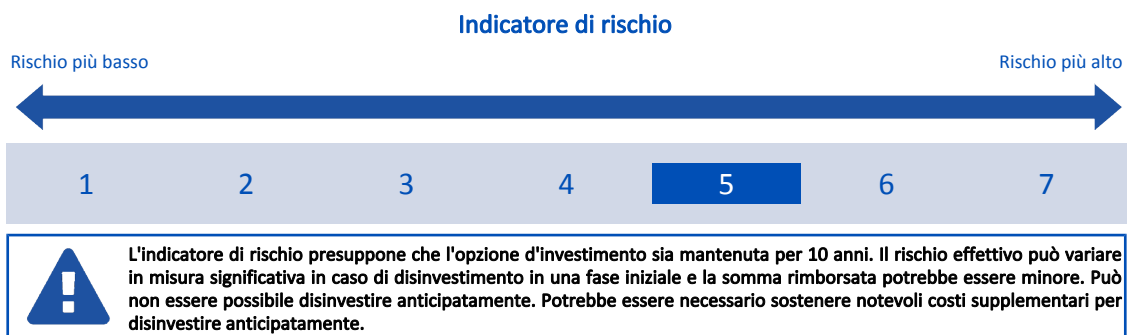 Indicatore di rischio
Rischio più basso Rischio più alto
1 2 3 4 5 6 7
L'indicatore di rischio presuppone che l'opzione d'investimento sia mantenuta per 10 anni. Il rischio effettivo può variare
in misura significativa in caso di disinvestimento in una fase iniziale e la somma rimborsata potrebbe essere minore. Può
non essere possibile disinvestire anticipatamente. Potrebbe essere necessario sostenere notevoli costi supplementari per
disinvestire anticipatamente.